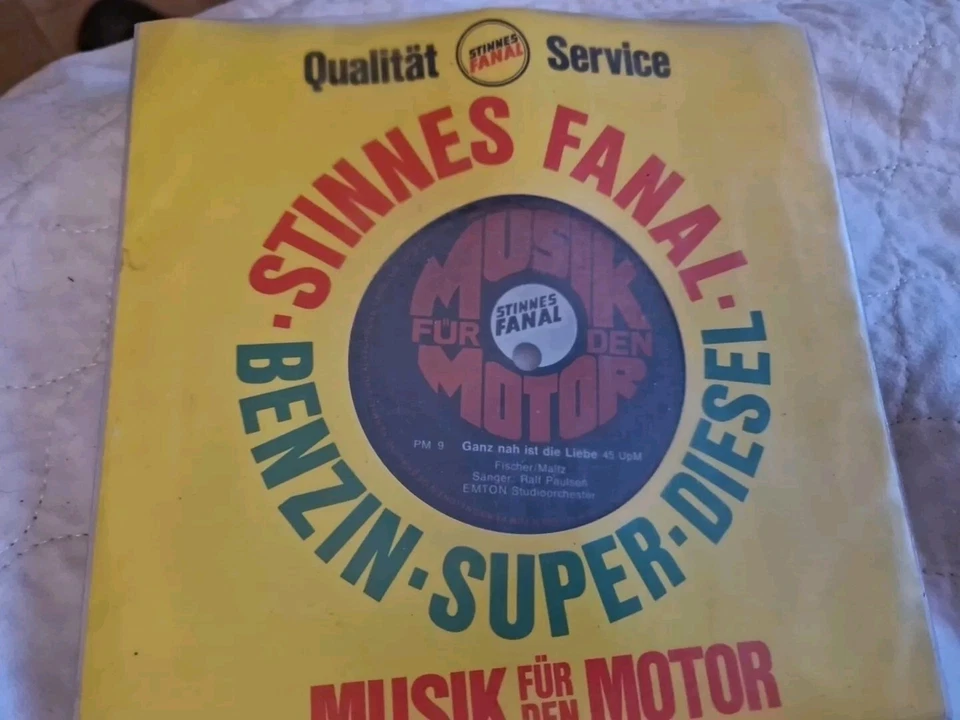 Qualität STINNES FANAL Service
STINNES FANAL
BENZIN · SUPER · DIESEL
MUSIK
FÜR DEN
MOTOR
STINNES
FANAL
PM 9 Ganz nah ist die Liebe 45 UpM
Fischer/Maltz
Sänger: Ralf Paulsen
EMTON Studioorchester
MUSIK FÜR DEN MOTOR